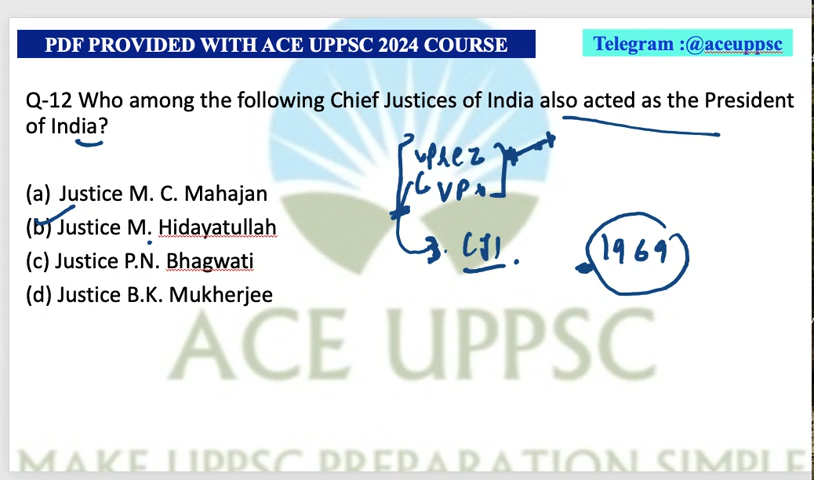 PDF PROVIDED WITH ACE UPPSC 2024 COURSE
Telegram :@aceuppsc
Q-12 Who among the following Chief Justices of India also acted as the President
of India?
(a) Justice M. C. Mahajan
(b) Justice M. Hidayatullah
(c) Justice P.N. Bhagwati
(d) Justice B.K. Mukherjee
VP
3. CJI.
1969
ACE UPPSC
MAKE UPPSC PREPARATION SIMPLE